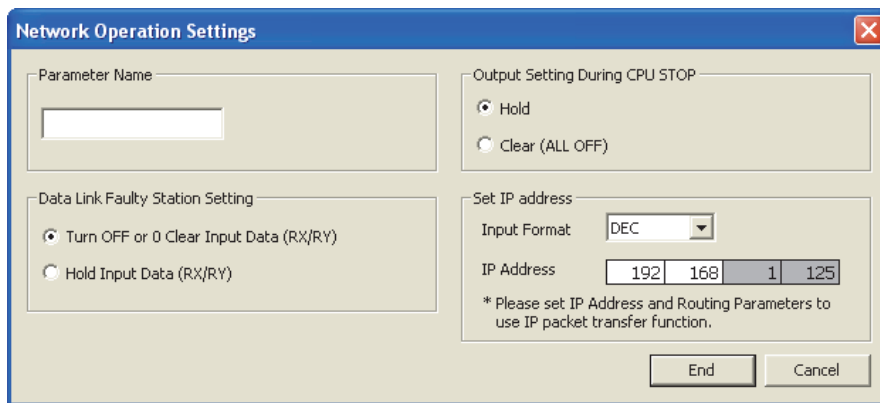 Network Operation Settings
Parameter Name
Data Link Faulty Station Setting
Turn OFF or 0 Clear Input Data (RX/RY)
Hold Input Data (RX/RY)
Output Setting During CPU STOP
Hold
Clear (ALL OFF)
Set IP address
Input Format DEC
IP Address 192 168 1 125
* Please set IP Address and Routing Parameters to
use IP packet transfer function.
End Cancel